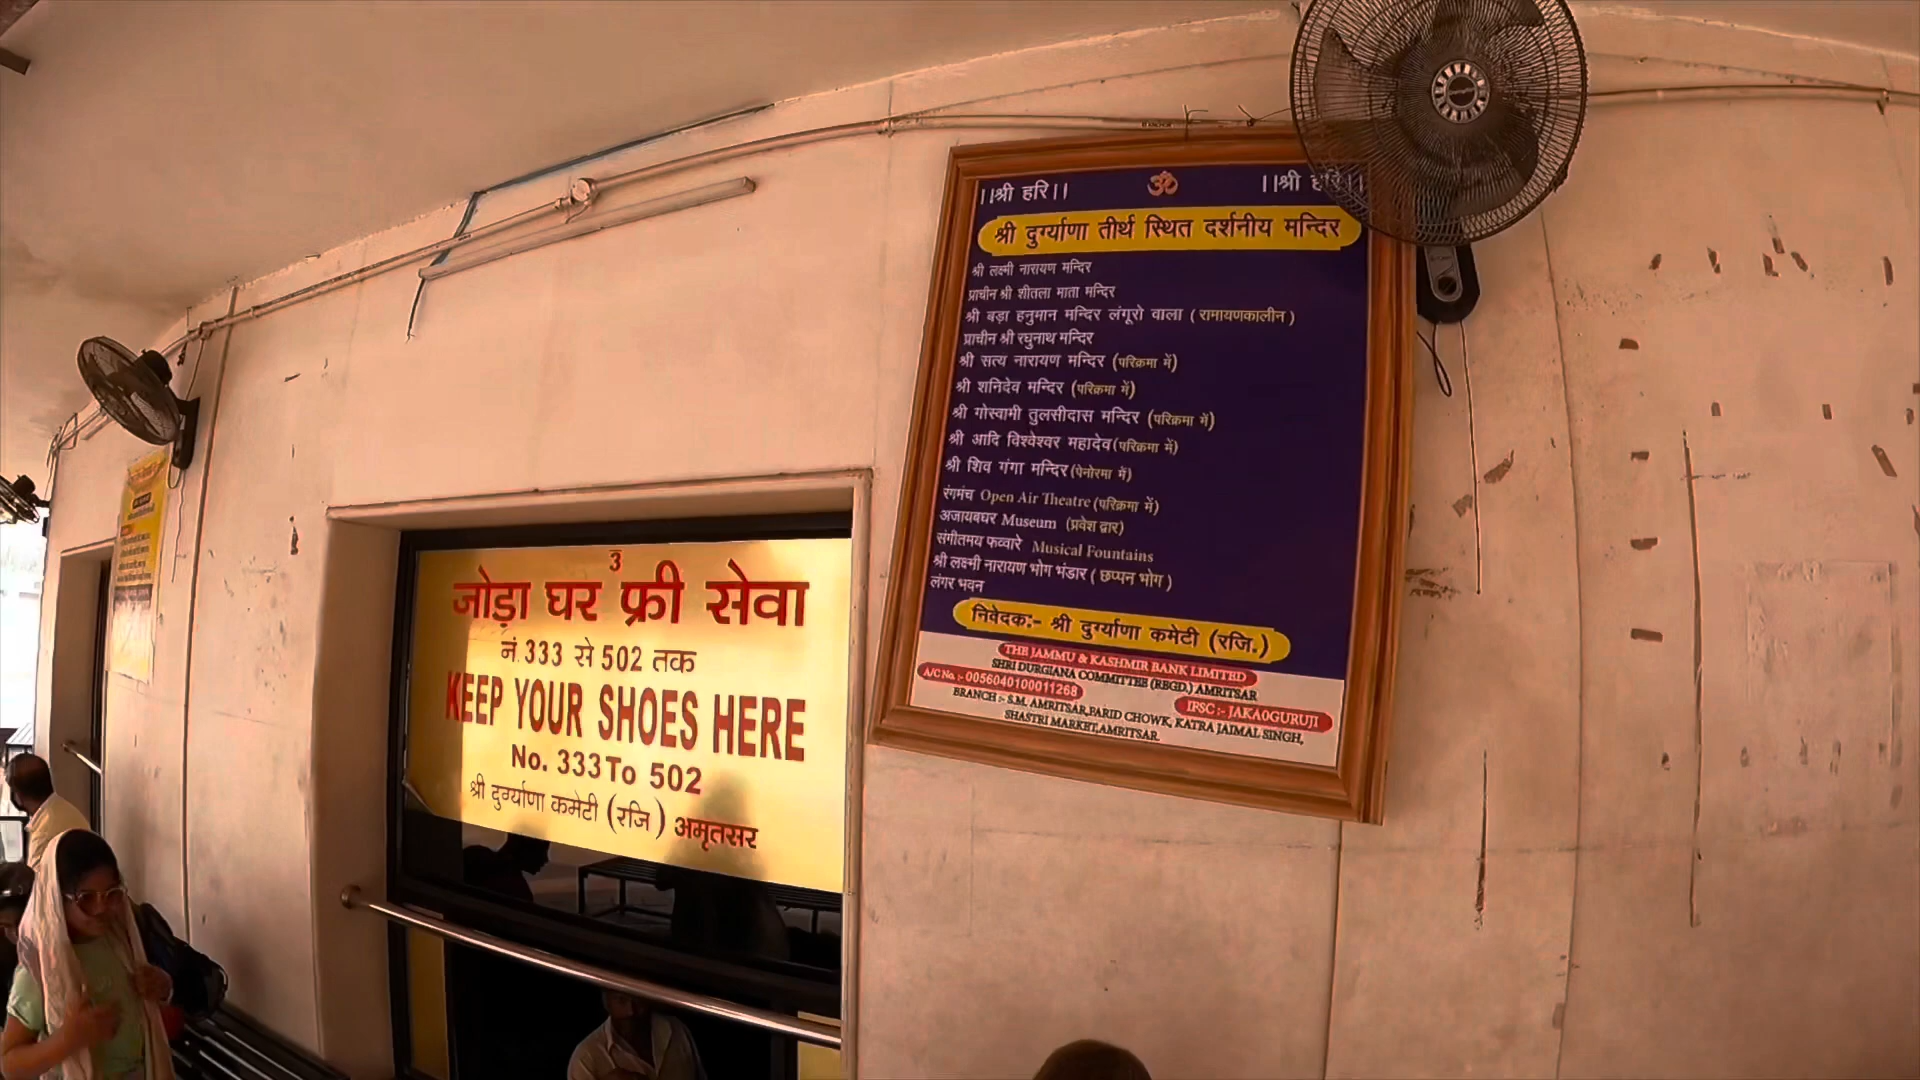 3
जोड़ा घर फ्री सेवा
नं. 333 से 502 तक
KEEP YOUR SHOES HERE
No. 333 To 502
श्री दुर्ग्याणा कमेटी (रजि) अमृतसर
||श्री हरि|| ॐ ||श्री हरि||
श्री दुर्ग्याणा तीर्थ स्थित दर्शनीय मन्दिर
श्री लक्ष्मी नारायण मन्दिर
प्राचीन श्री शीतला माता मन्दिर
श्री बड़ा हनुमान मन्दिर लंगूरो वाला (रामायणकालीन)
प्राचीन श्री रघुनाथ मन्दिर
श्री सत्य नारायण मन्दिर (परिक्रमा में)
श्री शनिदेव मन्दिर (परिक्रमा में)
श्री गोस्वामी तुलसीदास मन्दिर (परिक्रमा में)
श्री आदि विश्वेश्वर महादेव (परिक्रमा में)
श्री शिव गंगा मन्दिर (पेनोरमा में)
रंगमंच Open Air Theatre (परिक्रमा में)
अजायबघर Museum (प्रवेश द्वार)
संगीतमय फव्वारे Musical Fountains
श्री लक्ष्मी नारायण भोग भंडार (छप्पन भोग)
लंगर भवन
निवेदक:- श्री दुर्ग्याणा कमेटी (रजि.)
THE JAMMU & KASHMIR BANK LIMITED
SHRI DURGIANA COMMITTEE (REGD.) AMRITSAR
A/C No. :- 0056040100011268 IFSC :- JAKA0GURUJI
BRANCH :- S.M. AMRITSAR, FARID CHOWK, KATRA JAIMAL SINGH,
SHASTRI MARKET, AMRITSAR.